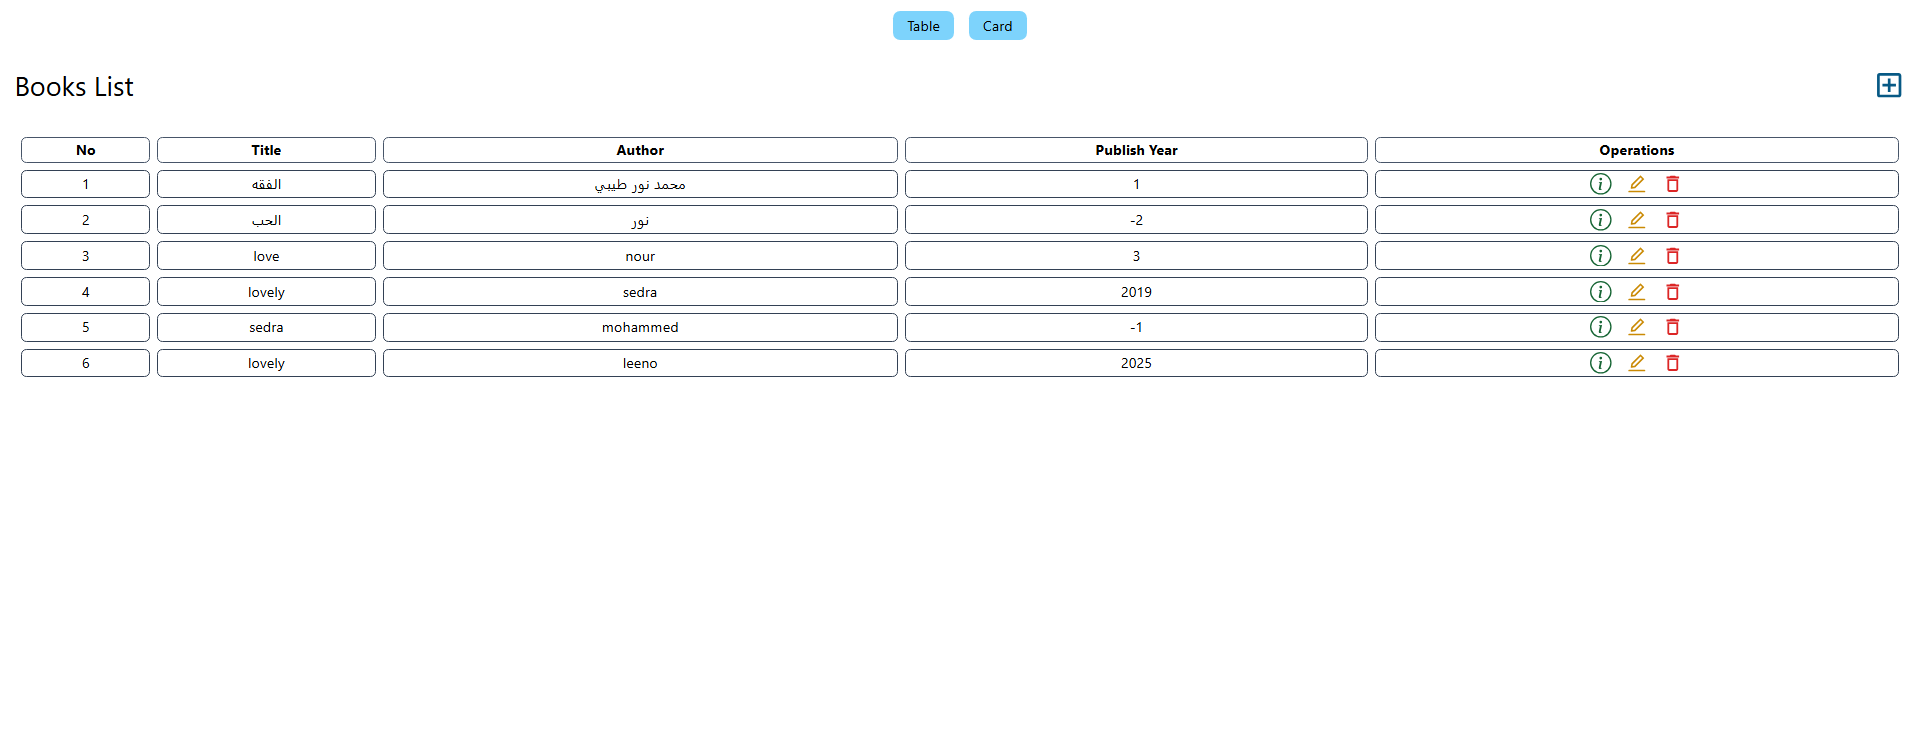 Table Card
Books List
No Title Author Publish Year Operations
1 الفقه محمد نور طيبي 1
2 الحب نور -2
3 love nour 3
4 lovely sedra 2019
5 sedra mohammed -1
6 lovely leeno 2025